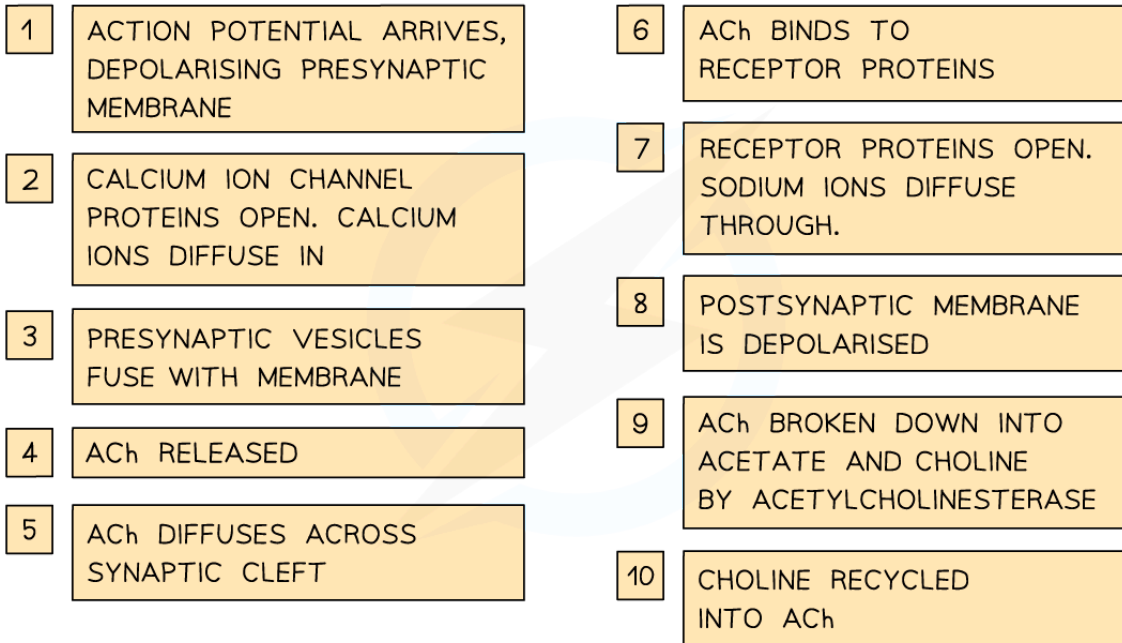 1
ACTION POTENTIAL ARRIVES,
DEPOLARISING PRESYNAPTIC
MEMBRANE
2
CALCIUM ION CHANNEL
PROTEINS OPEN. CALCIUM
IONS DIFFUSE IN
3
PRESYNAPTIC VESICLES
FUSE WITH MEMBRANE
4
ACh RELEASED
5
ACh DIFFUSES ACROSS
SYNAPTIC CLEFT
6
ACh BINDS TO
RECEPTOR PROTEINS
7
RECEPTOR PROTEINS OPEN.
SODIUM IONS DIFFUSE
THROUGH.
8
POSTSYNAPTIC MEMBRANE
IS DEPOLARISED
9
ACh BROKEN DOWN INTO
ACETATE AND CHOLINE
BY ACETYLCHOLINESTERASE
10
CHOLINE RECYCLED
INTO ACh